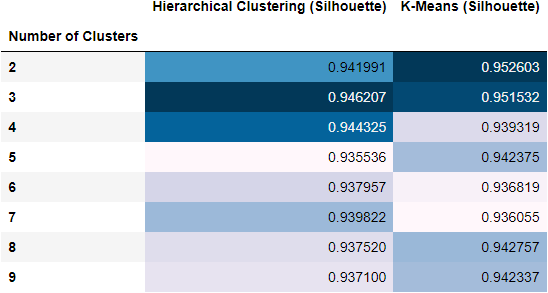 Hierarchical Clustering (Silhouette) K-Means (Silhouette)
Number of Clusters
2 0.941991 0.952603
3 0.946207 0.951532
4 0.944325 0.939319
5 0.935536 0.942375
6 0.937957 0.936819
7 0.939822 0.936055
8 0.937520 0.942757
9 0.937100 0.942337